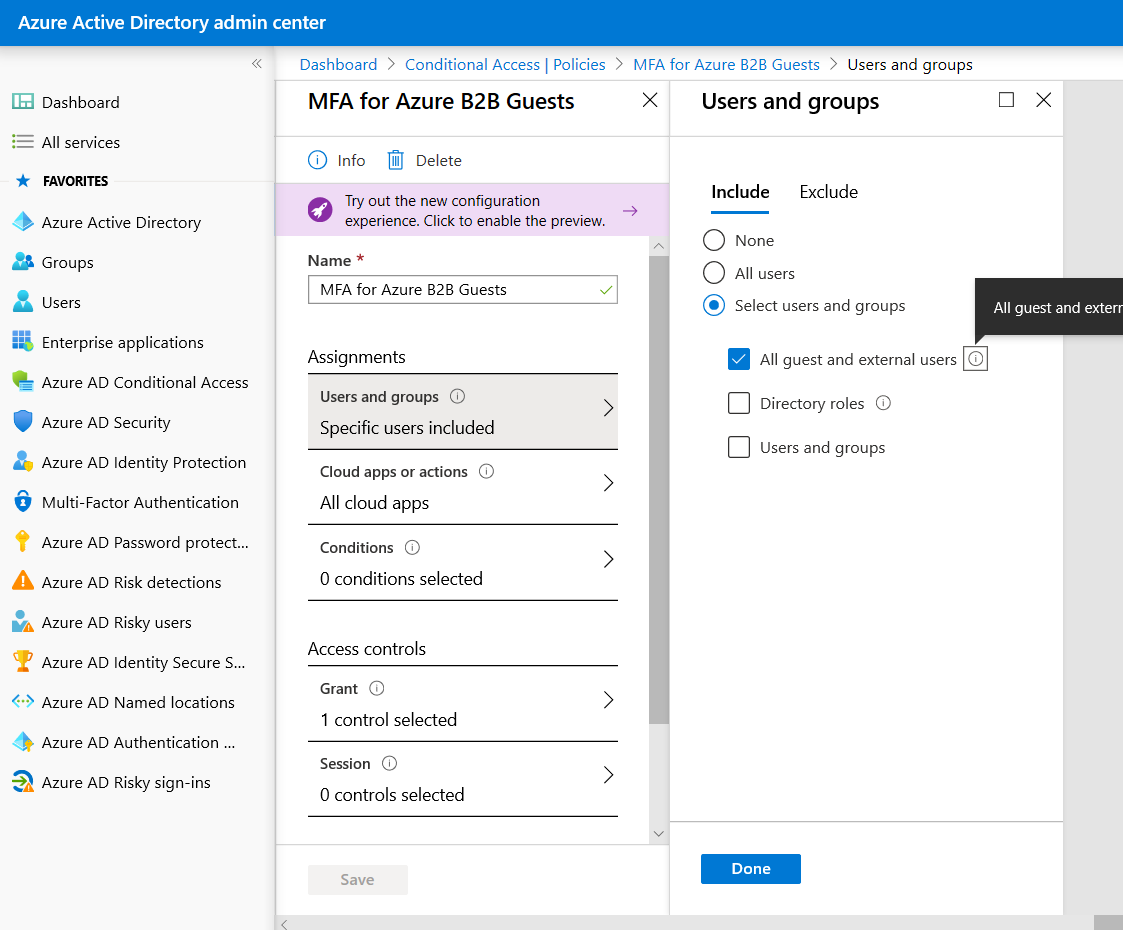 Azure Active Directory admin center
«
Dashboard
All services
FAVORITES
Azure Active Directory
Groups
Users
Enterprise applications
Azure AD Conditional Access
Azure AD Security
Azure AD Identity Protection
Multi-Factor Authentication
Azure AD Password protect...
Azure AD Risk detections
Azure AD Risky users
Azure AD Identity Secure S...
Azure AD Named locations
Azure AD Authentication ...
Azure AD Risky sign-ins
Dashboard > Conditional Access | Policies > MFA for Azure B2B Guests > Users and groups
MFA for Azure B2B Guests
Info Delete
Try out the new configuration
experience. Click to enable the preview.
Name *
MFA for Azure B2B Guests
Assignments
Users and groups
Specific users included
Cloud apps or actions
All cloud apps
Conditions
0 conditions selected
Access controls
Grant
1 control selected
Session
0 controls selected
Save
Users and groups
Include Exclude
None
All users
Select users and groups
All guest and extern
All guest and external users
Directory roles
Users and groups
Done